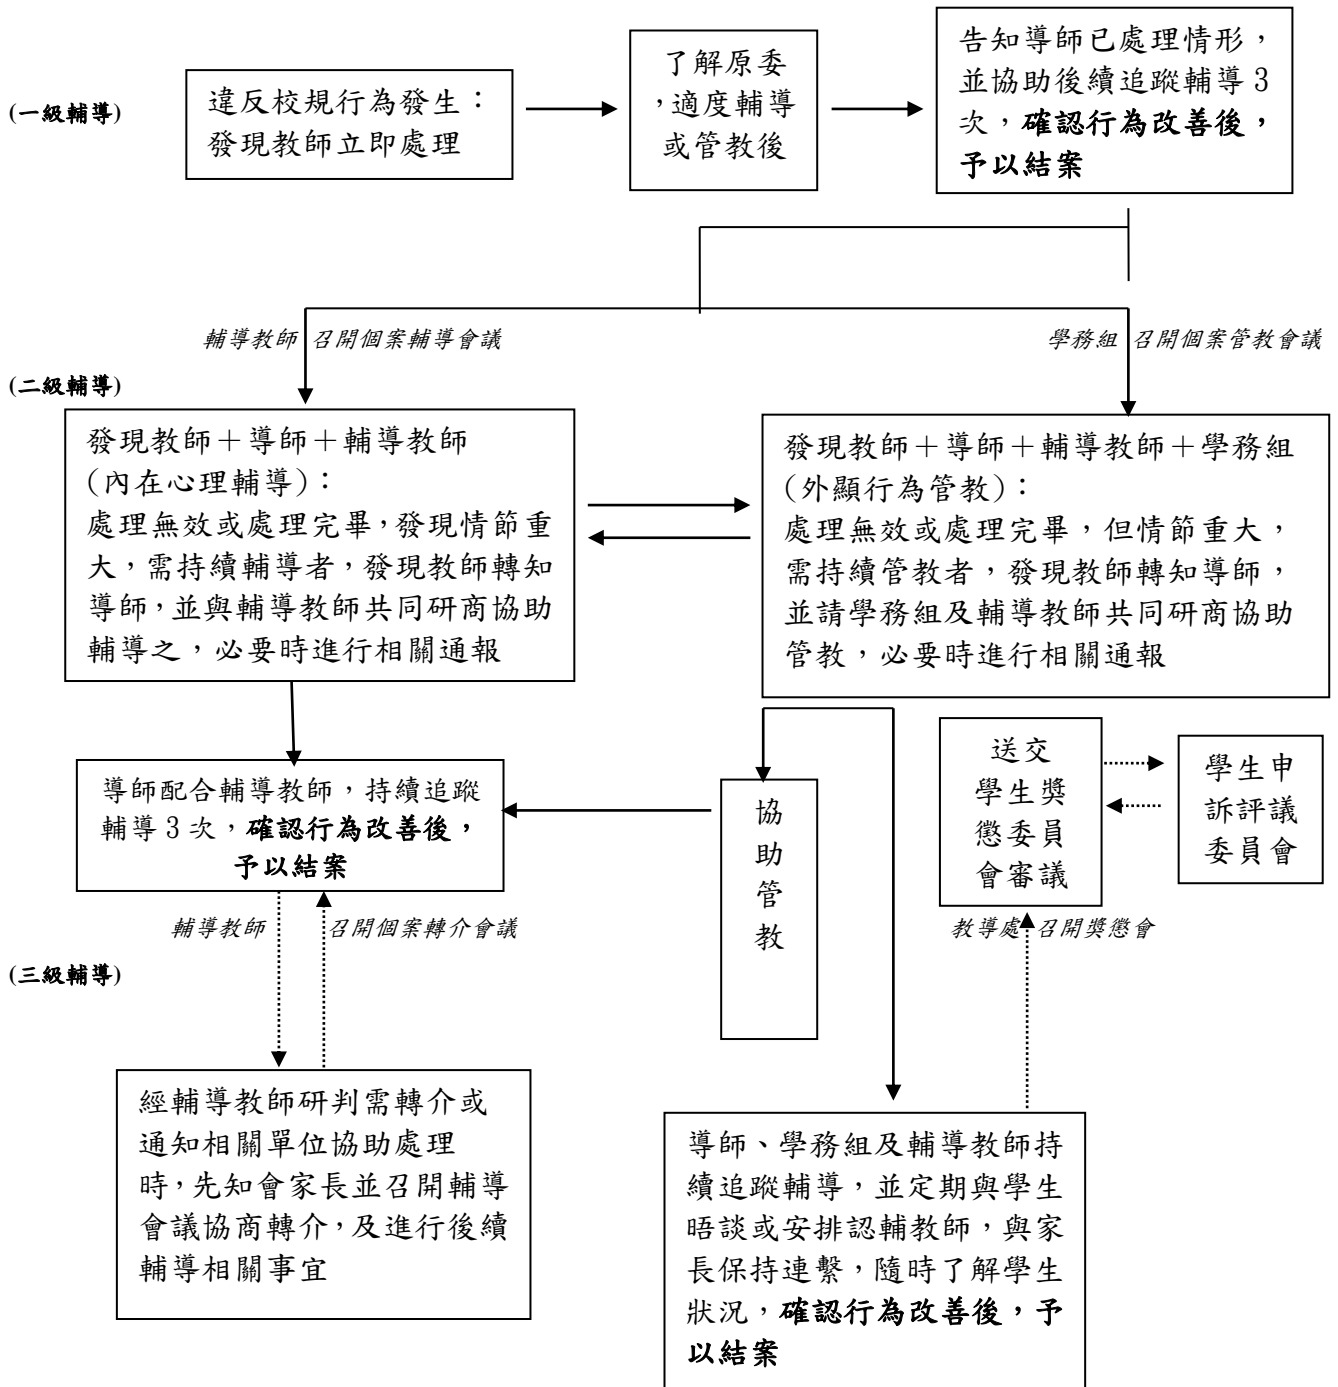 (一級輔導)
違反校規行為發生：
發現教師立即處理
了解原委
，適度輔導
或管教後
告知導師已處理情形，
並協助後續追蹤輔導3
次，確認行為改善後，
予以結案
輔導教師 召開個案輔導會議
學務組 召開個案管教會議
(二級輔導)
發現教師＋導師＋輔導教師
(內在心理輔導)：
處理無效或處理完畢，發現情節重
大，需持續輔導者，發現教師轉知
導師，並與輔導教師共同研商協助
輔導之，必要時進行相關通報
發現教師＋導師＋輔導教師＋學務組
(外顯行為管教)：
處理無效或處理完畢，但情節重大，
需持續管教者，發現教師轉知導師，
並請學務組及輔導教師共同研商協助
管教，必要時進行相關通報
導師配合輔導教師，持續追蹤
輔導3次，確認行為改善後，
予以結案
協
助
管
教
送交
學生獎
懲委員
會審議
學生申
訴評議
委員會
輔導教師 召開個案轉介會議
教導處 召開獎懲會
(三級輔導)
經輔導教師研判需轉介或
通知相關單位協助處理
時，先知會家長並召開輔導
會議協商轉介，及進行後續
輔導相關事宜
導師、學務組及輔導教師持
續追蹤輔導，並定期與學生
晤談或安排認輔教師，與家
長保持連繫，隨時了解學生
狀況，確認行為改善後，予
以結案